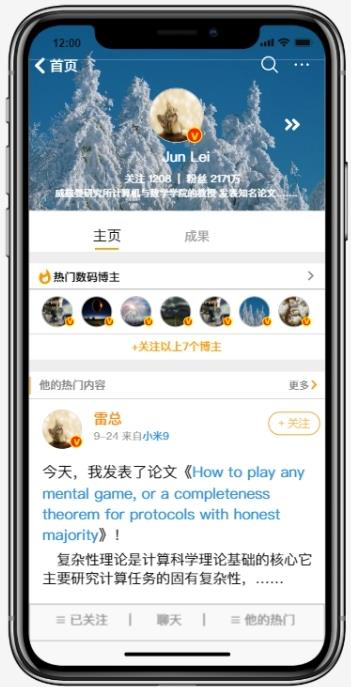 12:00
首页
Jun Lei
关注 1208 | 粉丝 2171万
威兹曼研究所计算机与数学学院的教授 发表知名论文……
主页 成果
热门数码博主
+关注以上7个博主
他的热门内容 更多
雷总
+ 关注
9-24 来自小米9
今天，我发表了论文《How to play any
mental game, or a completeness
theorem for protocols with honest
majority》！
复杂性理论是计算科学理论基础的核心它
主要研究计算任务的固有复杂性，……
≡ 已关注 | 聊天 | ≡ 他的热门